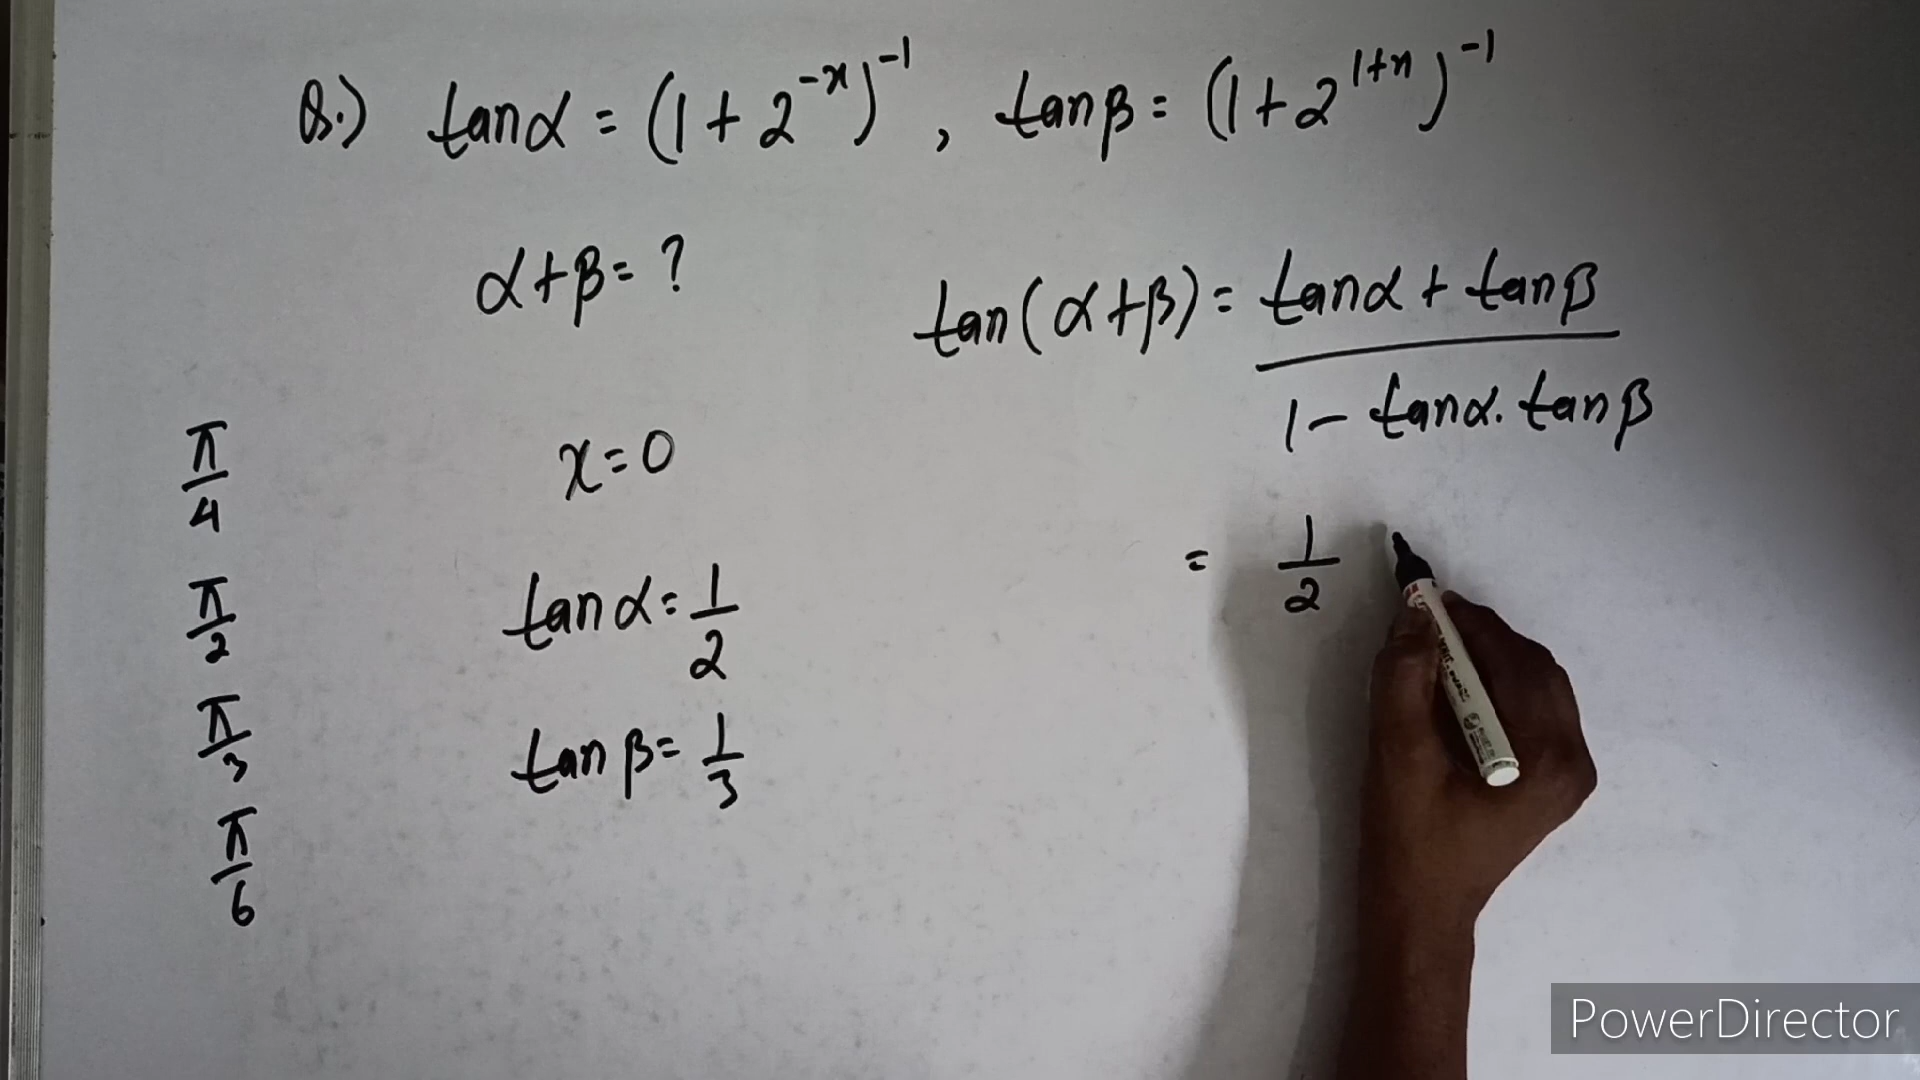 Q.) tanα = (1 + 2^-x)^-1 , tanβ = (1 + 2^1+x)^-1
α+β = ?
tan(α+β) = tanα + tanβ / 1 - tanα. tanβ
π/4
x=0
= 1/2
π/2
tanα = 1/2
π/3
tanβ = 1/3
π/6
PowerDirector